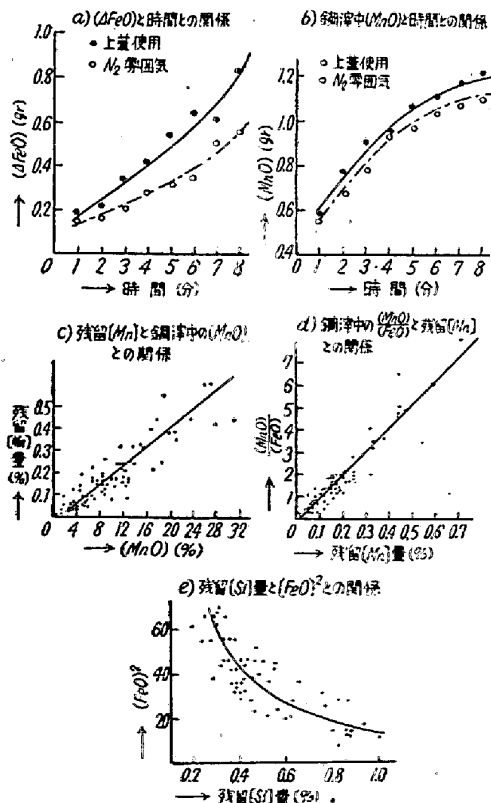 a) (ΔFeO)と時間との関係
● 上蓋使用
○ N₂ 雰囲気
(ΔFeO) (gr)
1.0
0.8
0.6
0.4
0.2
1 2 3 4 5 6 7 8
→ 時間 (分)
b) 鋼滓中(MnO)と時間との関係
● 上蓋使用
○ N₂ 雰囲気
(MnO) (gr)
1.2
1.0
0.8
0.6
0.4
1 2 3 4 5 6 7 8
→ 時間 (分)
c) 残留[Mn]と鋼滓中の(MnO)
との関係
残留[Mn]量(%)
0.5
0.4
0.3
0.2
0.1
4 8 12 16 20 24 28 32
→ (MnO) (%)
d) 鋼滓中の(MnO)/(FeO)と残留[Mn]
との関係
(MnO)/(FeO)
7
6
5
4
3
2
1
0.1 0.2 0.3 0.4 0.5 0.6 0.7
→ 残留[Mn]量(%)
e) 残留[Si]量と(FeO)²との関係
(FeO)²
60
40
20
0.2 0.4 0.6 0.8 1.0
→ 残留[Si]量(%)